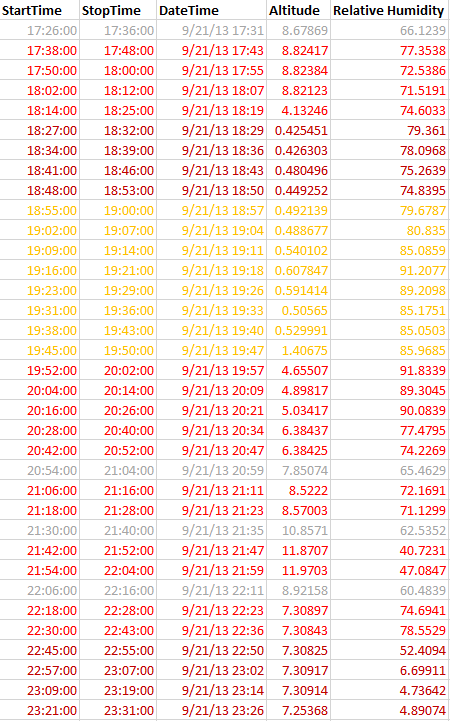 StartTime StopTime DateTime Altitude Relative Humidity
17:26:00 17:36:00 9/21/13 17:31 8.67869 66.1239
17:38:00 17:48:00 9/21/13 17:43 8.82417 77.3538
17:50:00 18:00:00 9/21/13 17:55 8.82384 72.5386
18:02:00 18:12:00 9/21/13 18:07 8.82123 71.5191
18:14:00 18:25:00 9/21/13 18:19 4.13246 74.6033
18:27:00 18:32:00 9/21/13 18:29 0.425451 79.361
18:34:00 18:39:00 9/21/13 18:36 0.426303 78.0968
18:41:00 18:46:00 9/21/13 18:43 0.480496 75.2639
18:48:00 18:53:00 9/21/13 18:50 0.449252 74.8395
18:55:00 19:00:00 9/21/13 18:57 0.492139 79.6787
19:02:00 19:07:00 9/21/13 19:04 0.488677 80.835
19:09:00 19:14:00 9/21/13 19:11 0.540102 85.0859
19:16:00 19:21:00 9/21/13 19:18 0.607847 91.2077
19:23:00 19:29:00 9/21/13 19:26 0.591414 89.2098
19:31:00 19:36:00 9/21/13 19:33 0.50565 85.1751
19:38:00 19:43:00 9/21/13 19:40 0.529991 85.0503
19:45:00 19:50:00 9/21/13 19:47 1.40675 85.9685
19:52:00 20:02:00 9/21/13 19:57 4.65507 91.8339
20:04:00 20:14:00 9/21/13 20:09 4.89817 89.3045
20:16:00 20:26:00 9/21/13 20:21 5.03417 90.0839
20:28:00 20:40:00 9/21/13 20:34 6.38437 77.4795
20:42:00 20:52:00 9/21/13 20:47 6.38425 74.2269
20:54:00 21:04:00 9/21/13 20:59 7.85074 65.4629
21:06:00 21:16:00 9/21/13 21:11 8.5222 72.1691
21:18:00 21:28:00 9/21/13 21:23 8.57003 71.1299
21:30:00 21:40:00 9/21/13 21:35 10.8571 62.5352
21:42:00 21:52:00 9/21/13 21:47 11.8707 40.7231
21:54:00 22:04:00 9/21/13 21:59 11.9703 47.0847
22:06:00 22:16:00 9/21/13 22:11 8.92158 60.4839
22:18:00 22:28:00 9/21/13 22:23 7.30897 74.6941
22:30:00 22:43:00 9/21/13 22:36 7.30843 78.5529
22:45:00 22:55:00 9/21/13 22:50 7.30825 52.4094
22:57:00 23:07:00 9/21/13 23:02 7.30917 6.69911
23:09:00 23:19:00 9/21/13 23:14 7.30914 4.73642
23:21:00 23:31:00 9/21/13 23:26 7.25368 4.89074